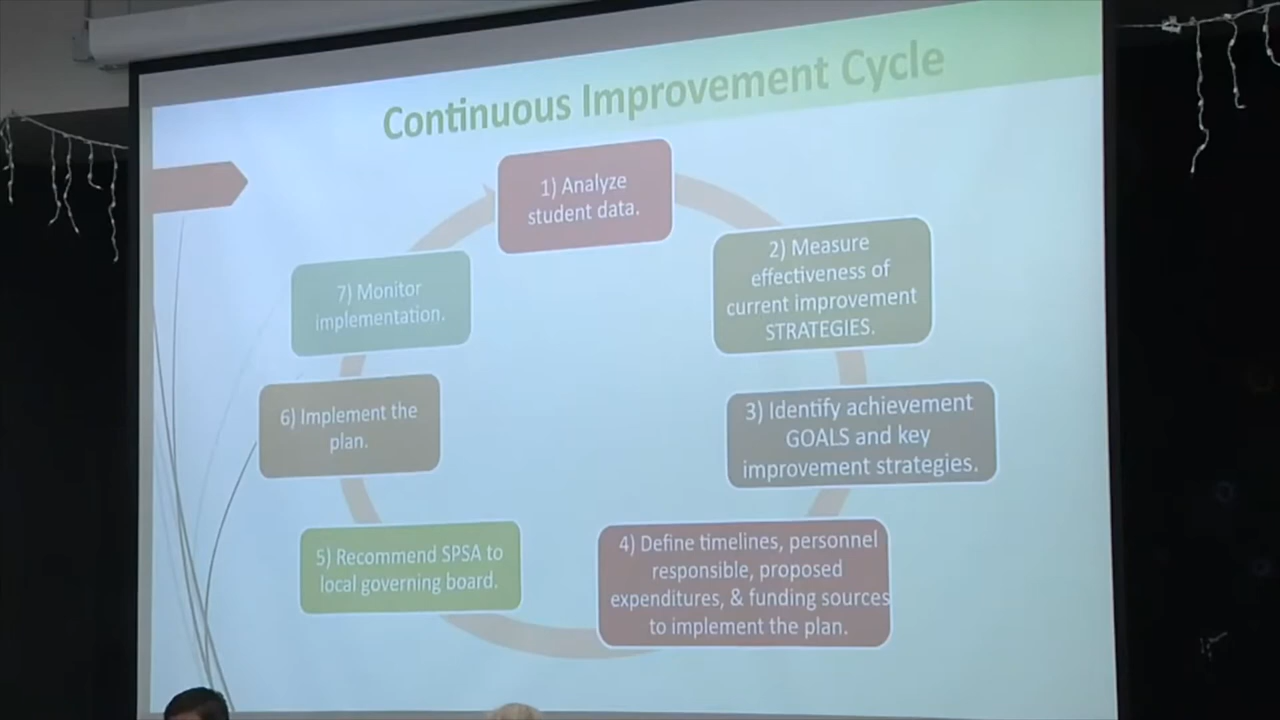 Continuous Improvement Cycle
1) Analyze
student data.
2) Measure
effectiveness of
current improvement
STRATEGIES.
3) Identify achievement
GOALS and key
improvement strategies.
4) Define timelines, personnel
responsible, proposed
expenditures, & funding sources
to implement the plan.
5) Recommend SPSA to
local governing board.
6) Implement the
plan.
7) Monitor
implementation.